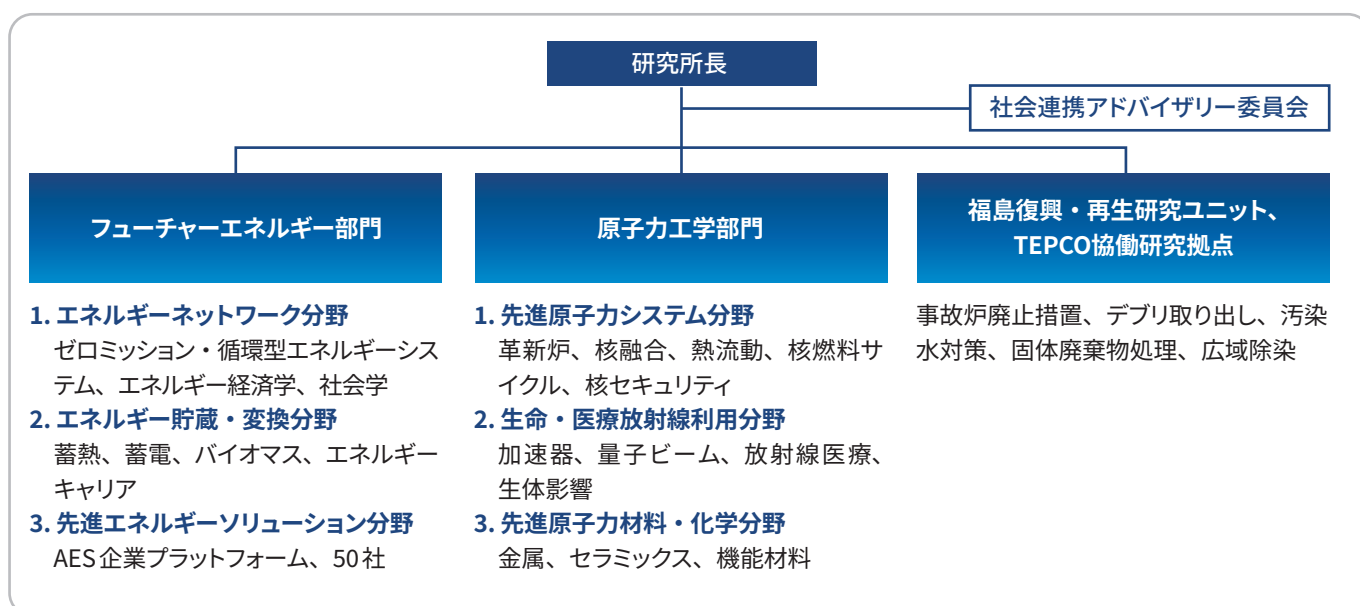 研究所長
社会連携アドバイザリー委員会
フューチャーエネルギー部門
1. エネルギーネットワーク分野
ゼロミッション・循環型エネルギーシス
テム、エネルギー経済学、社会学
2. エネルギー貯蔵・変換分野
蓄熱、蓄電、バイオマス、エネルギー
キャリア
3. 先進エネルギーソリューション分野
AES企業プラットフォーム、50社
原子力工学部門
1. 先進原子力システム分野
革新炉、核融合、熱流動、核燃料サ
イクル、核セキュリティ
2. 生命・医療放射線利用分野
加速器、量子ビーム、放射線医療、
生体影響
3. 先進原子力材料・化学分野
金属、セラミックス、機能材料
福島復興・再生研究ユニット、
TEPCO協働研究拠点
事故炉廃止措置、デブリ取り出し、汚染
水対策、固体廃棄物処理、広域除染